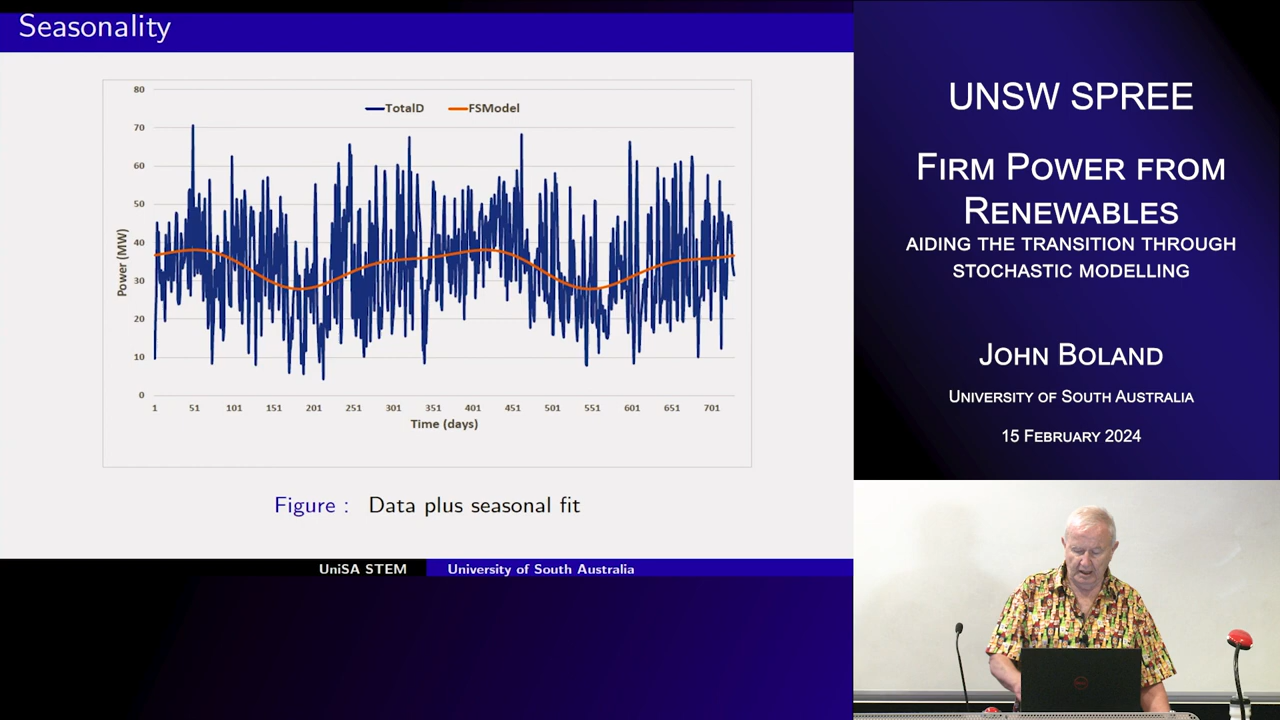 Seasonality
TotalD
FSModel
80
70
60
50
40
30
20
10
0
Power (MW)
1 51 101 151 201 251 301 351 401 451 501 551 601 651 701
Time (days)
Figure : Data plus seasonal fit
UniSA STEM University of South Australia
UNSW SPREE
Firm Power from
Renewables
aiding the transition through
stochastic modelling
John Boland
University of South Australia
15 February 2024
DELL